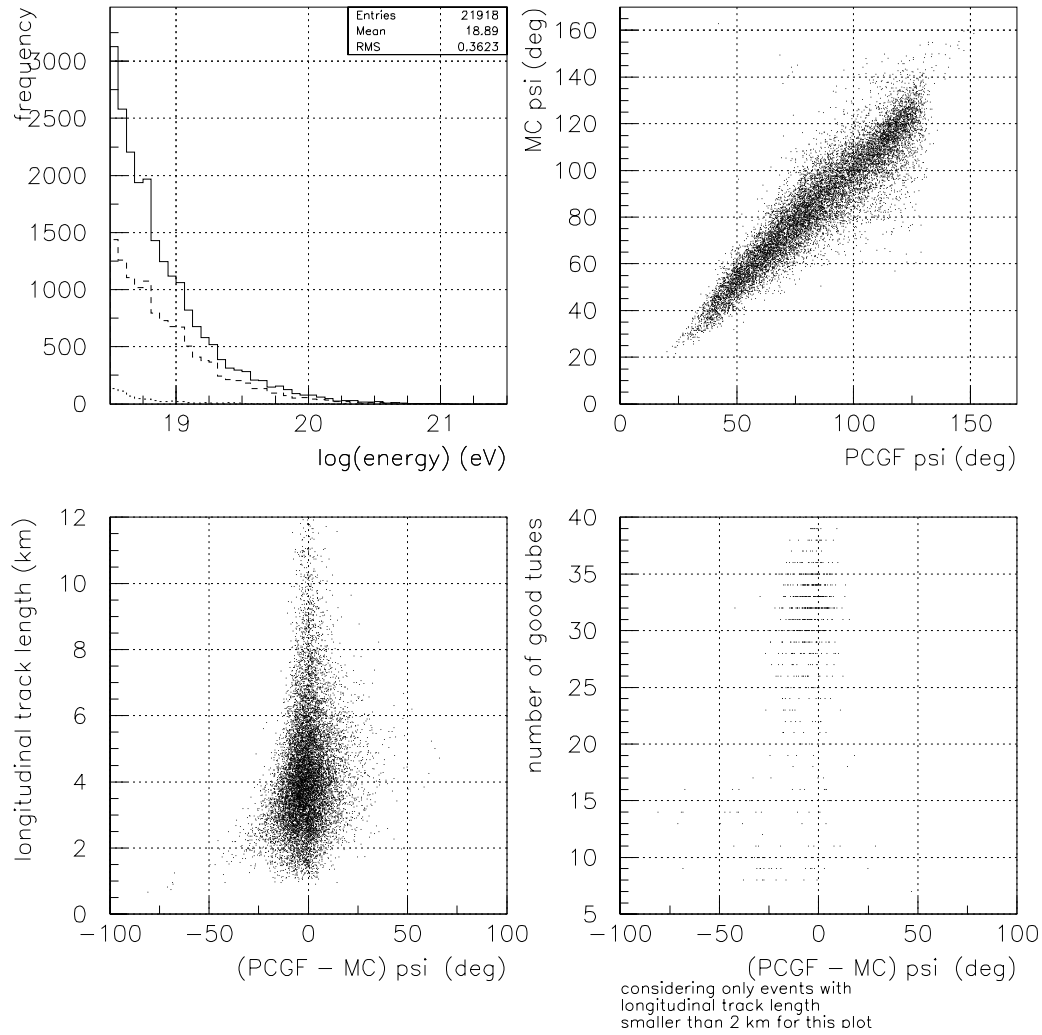 Entries 21918
Mean 18.89
RMS 0.3623
frequency
3000
2500
2000
1500
1000
500
0
19 20 21
log(energy) (eV)
MC psi (deg)
160
140
120
100
80
60
40
20
0
0 50 100 150
PCGF psi (deg)
longitudinal track length (km)
12
10
8
6
4
2
0
−100 −50 0 50 100
(PCGF − MC) psi (deg)
number of good tubes
40
35
30
25
20
15
10
5
−100 −50 0 50 100
(PCGF − MC) psi (deg)
considering only events with
longitudinal track length
smaller than 2 km for this plot